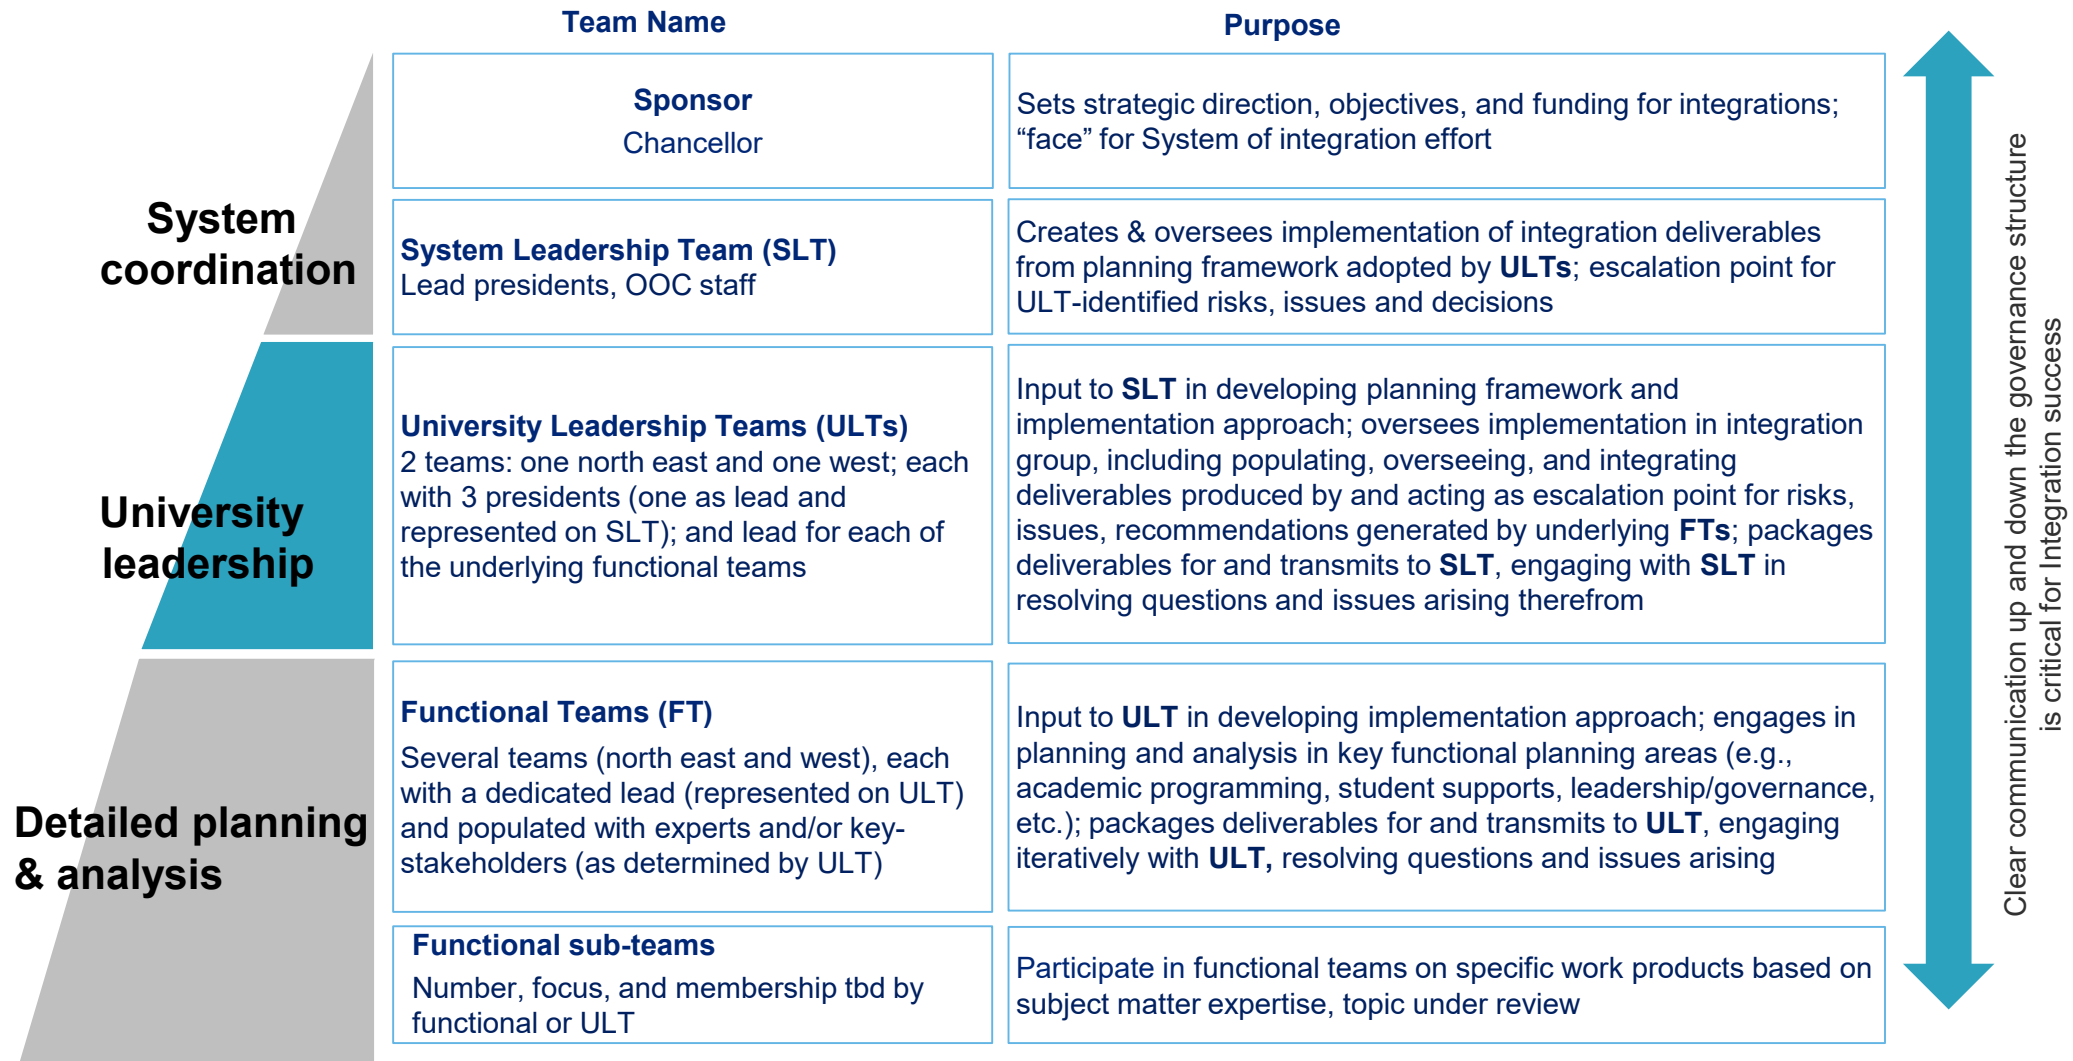 Team Name
Purpose
System
coordination
Sponsor
Chancellor
Sets strategic direction, objectives, and funding for integrations;
“face” for System of integration effort
System Leadership Team (SLT)
Lead presidents, OOC staff
Creates & oversees implementation of integration deliverables
from planning framework adopted by ULTs; escalation point for
ULT-identified risks, issues and decisions
University
leadership
University Leadership Teams (ULTs)
2 teams: one north east and one west; each
with 3 presidents (one as lead and
represented on SLT); and lead for each of
the underlying functional teams
Input to SLT in developing planning framework and
implementation approach; oversees implementation in integration
group, including populating, overseeing, and integrating
deliverables produced by and acting as escalation point for risks,
issues, recommendations generated by underlying FTs; packages
deliverables for and transmits to SLT, engaging with SLT in
resolving questions and issues arising therefrom
Detailed planning
& analysis
Functional Teams (FT)
Several teams (north east and west), each
with a dedicated lead (represented on ULT)
and populated with experts and/or key-
stakeholders (as determined by ULT)
Input to ULT in developing implementation approach; engages in
planning and analysis in key functional planning areas (e.g.,
academic programming, student supports, leadership/governance,
etc.); packages deliverables for and transmits to ULT, engaging
iteratively with ULT, resolving questions and issues arising
Functional sub-teams
Number, focus, and membership tbd by
functional or ULT
Participate in functional teams on specific work products based on
subject matter expertise, topic under review
Clear communication up and down the governance structure
is critical for Integration success